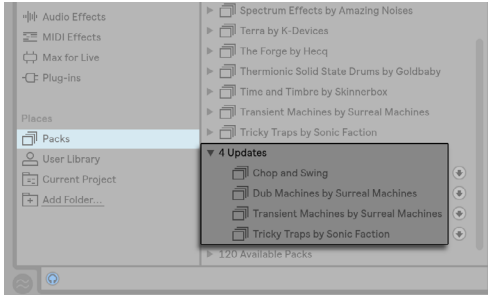 Audio Effects
MIDI Effects
Max for Live
Plug-ins
Places
Packs
User Library
Current Project
Add Folder...
Spectrum Effects by Amazing Noises
Terra by K-Devices
The Forge by Hecq
Thermionic Solid State Drums by Goldbaby
Time and Timbre by Skinnerbox
Transient Machines by Surreal Machines
Tricky Traps by Sonic Faction
4 Updates
Chop and Swing
Dub Machines by Surreal Machines
Transient Machines by Surreal Machines
Tricky Traps by Sonic Faction
120 Available Packs